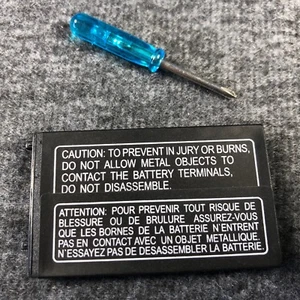 CAUTION: TO PREVENT IN JURY OR BURNS,
DO NOT ALLOW METAL OBJECTS TO
CONTACT THE BATTERY TERMINALS,
DO NOT DISASSEMBLE.
ATTENTION: POUR PREVENIR TOUT RISQUE DE
BLESSURE OU DE BRULURE ASSUREZ-VOUS
QUE LES BORNES DE LA BATTERIE N'ENTRENT
PAS EN CONTACT AVEC UN OBJET METALLIQUE.
N'ESSAYEZ PAS DE DESASSEMBLER LA BATTERIE.